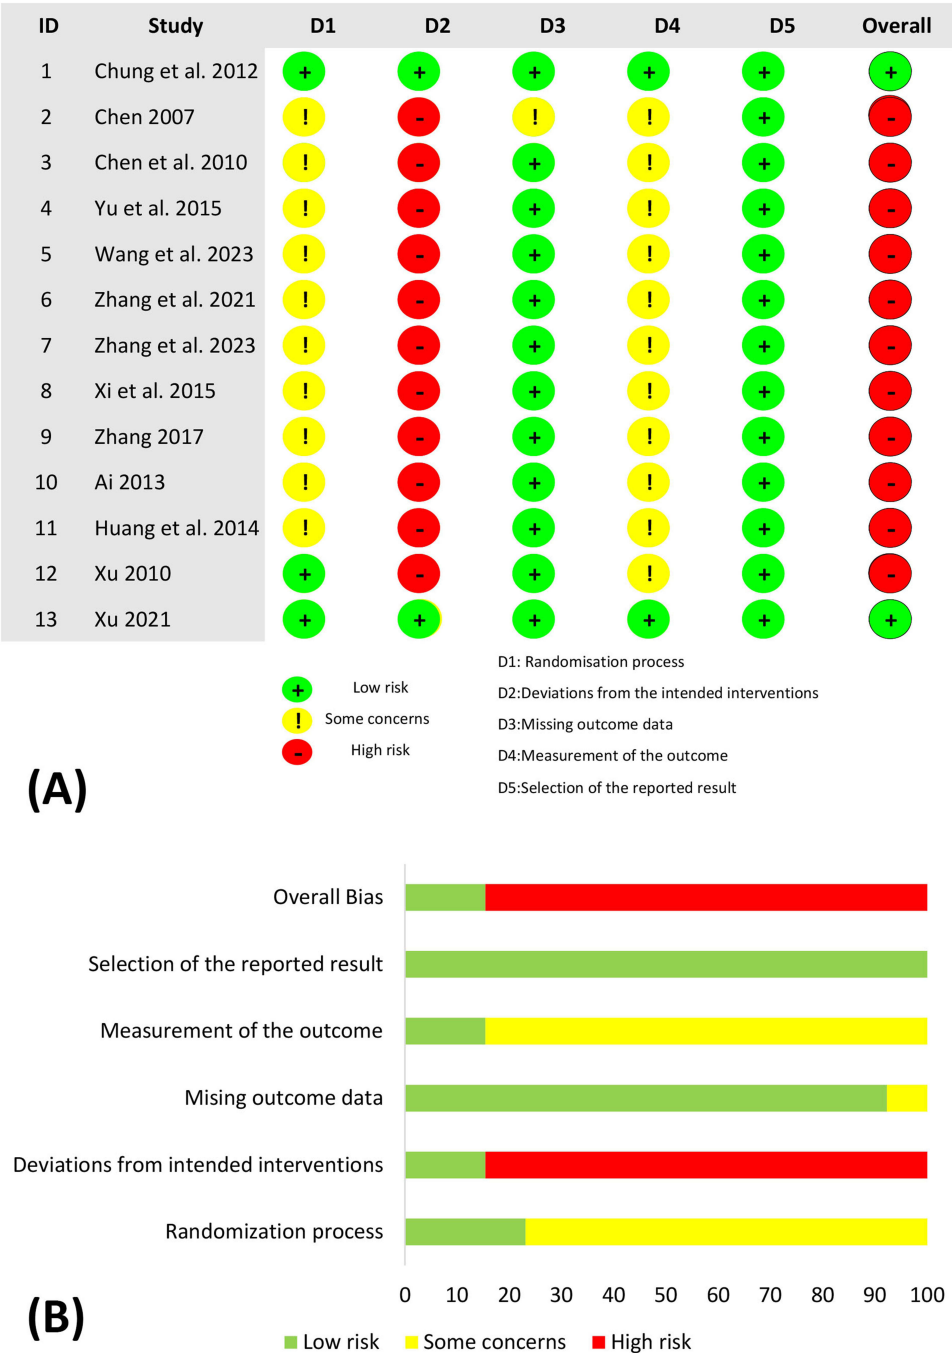 ID Study D1 D2 D3 D4 D5 Overall
1 Chung et al. 2012 + + + + + +
2 Chen 2007 ! - ! ! + -
3 Chen et al. 2010 ! - + ! + -
4 Yu et al. 2015 ! - + ! + -
5 Wang et al. 2023 ! - + ! + -
6 Zhang et al. 2021 ! - + ! + -
7 Zhang et al. 2023 ! - + ! + -
8 Xi et al. 2015 ! - + ! + -
9 Zhang 2017 ! - + ! + -
10 Ai 2013 ! - + ! + -
11 Huang et al. 2014 ! - + ! + -
12 Xu 2010 + - + ! + -
13 Xu 2021 + + + + + +
+ Low risk
! Some concerns
- High risk
D1: Randomisation process
D2:Deviations from the intended interventions
D3:Missing outcome data
D4:Measurement of the outcome
D5:Selection of the reported result
(A)
Overall Bias
Selection of the reported result
Measurement of the outcome
Mising outcome data
Deviations from intended interventions
Randomization process
0 10 20 30 40 50 60 70 80 90 100
(B)
Low risk Some concerns High risk